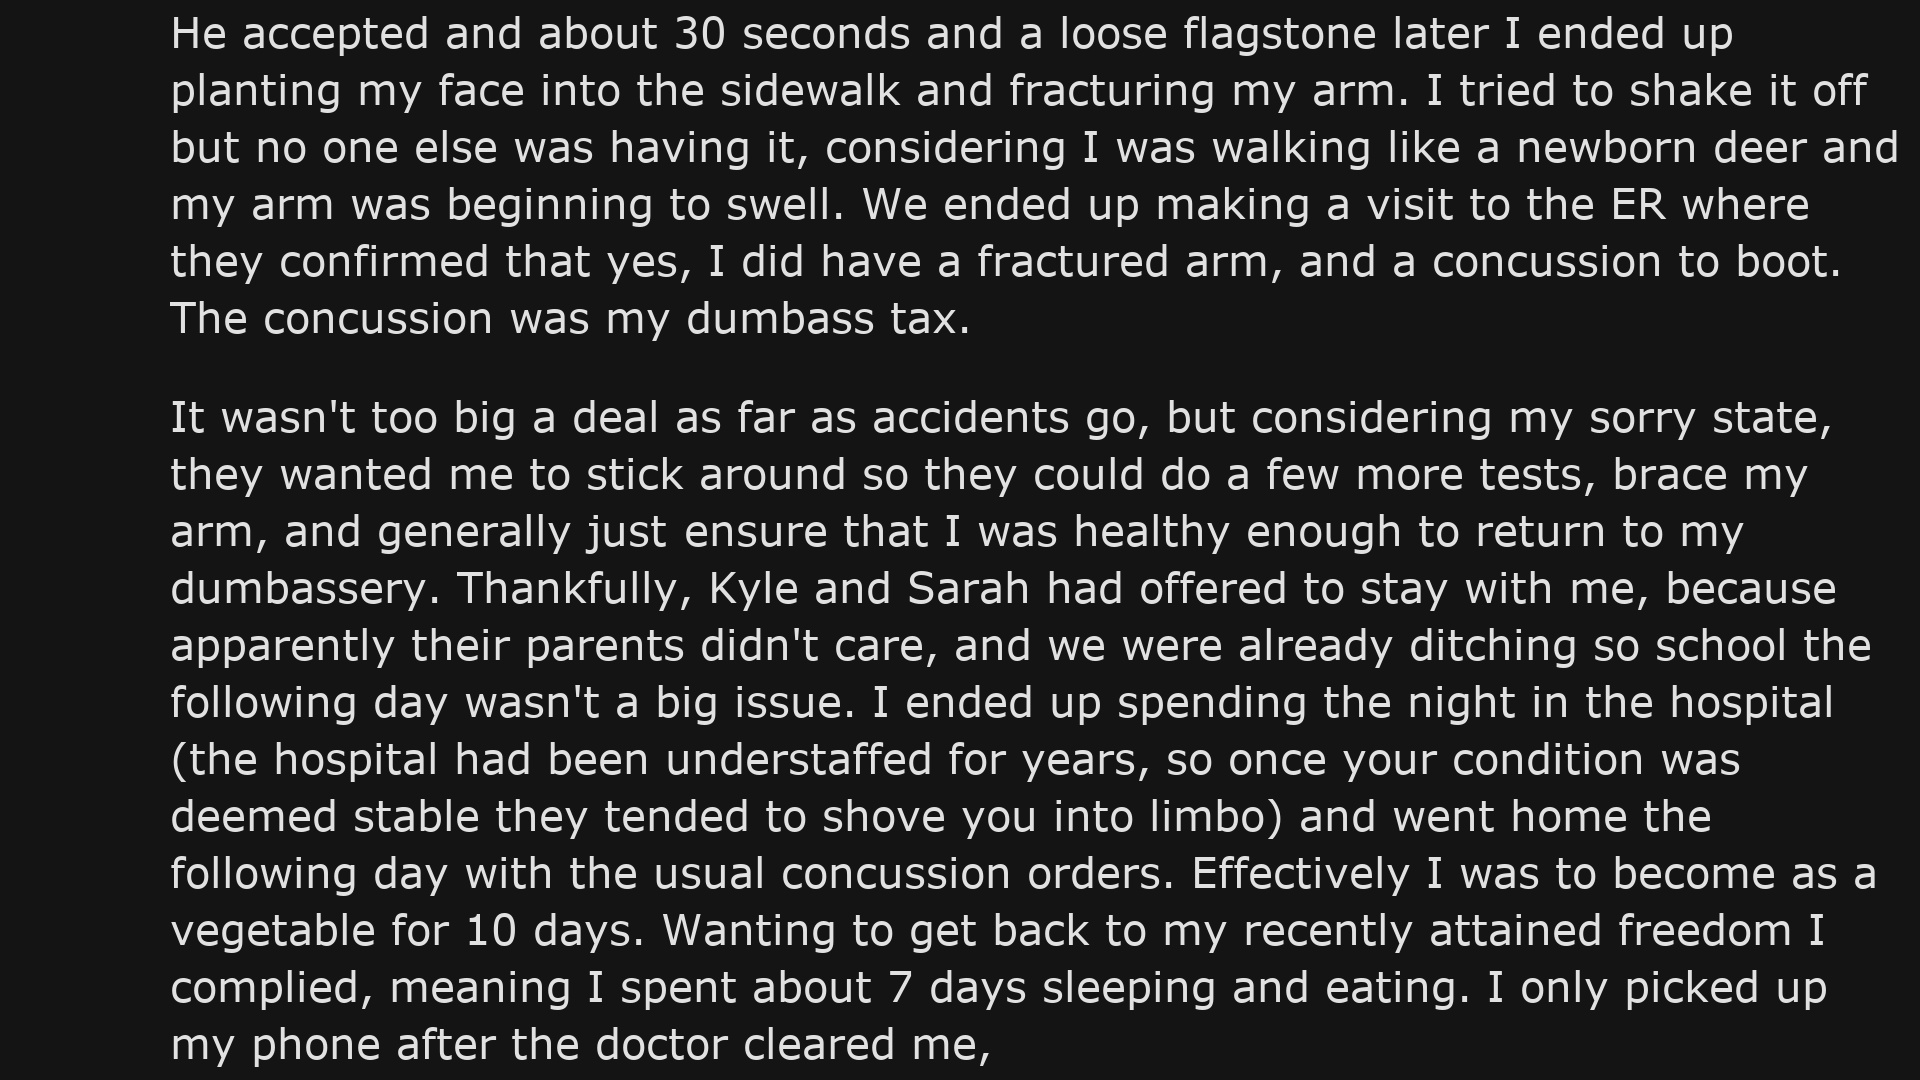 He accepted and about 30 seconds and a loose flagstone later I ended up
planting my face into the sidewalk and fracturing my arm. I tried to shake it off
but no one else was having it, considering I was walking like a newborn deer and
my arm was beginning to swell. We ended up making a visit to the ER where
they confirmed that yes, I did have a fractured arm, and a concussion to boot.
The concussion was my dumbass tax.
It wasn't too big a deal as far as accidents go, but considering my sorry state,
they wanted me to stick around so they could do a few more tests, brace my
arm, and generally just ensure that I was healthy enough to return to my
dumbassery. Thankfully, Kyle and Sarah had offered to stay with me, because
apparently their parents didn't care, and we were already ditching so school the
following day wasn't a big issue. I ended up spending the night in the hospital
(the hospital had been understaffed for years, so once your condition was
deemed stable they tended to shove you into limbo) and went home the
following day with the usual concussion orders. Effectively I was to become as a
vegetable for 10 days. Wanting to get back to my recently attained freedom I
complied, meaning I spent about 7 days sleeping and eating. I only picked up
my phone after the doctor cleared me,